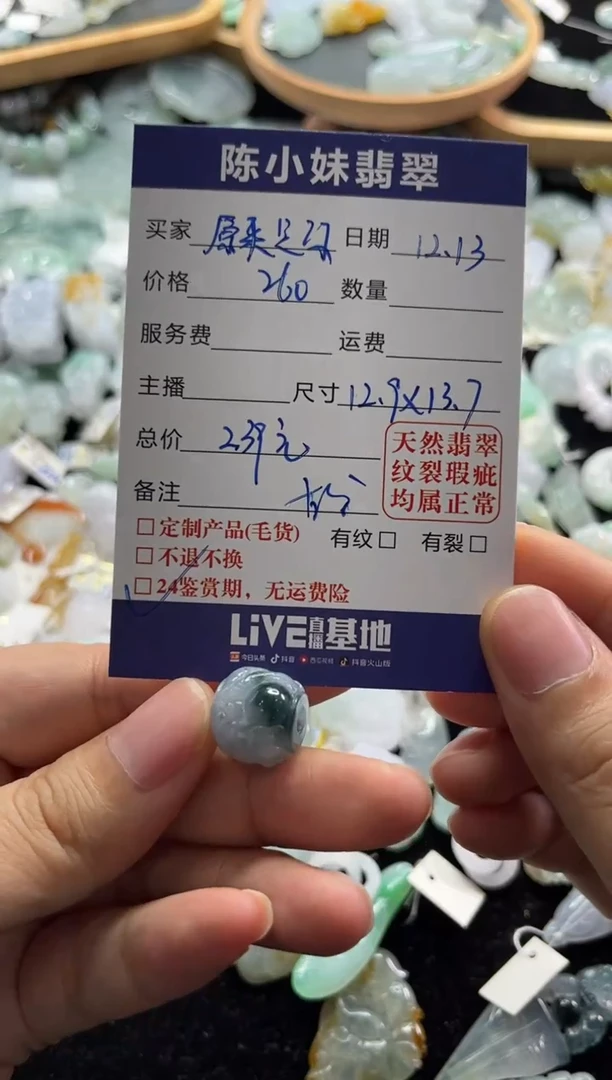 陈小妹翡翠
买家 日期 12.13
价格 260 数量
服务费 运费
主播 尺寸 12.9X13.7
总价 239元
天然翡翠
纹裂瑕疵
均属正常
备注
□定制产品(毛货) 有纹□ 有裂□
□不退不换
□24鉴赏期，无运费险
LiVE直播基地
今日头条 抖音 西瓜视频 抖音火山版